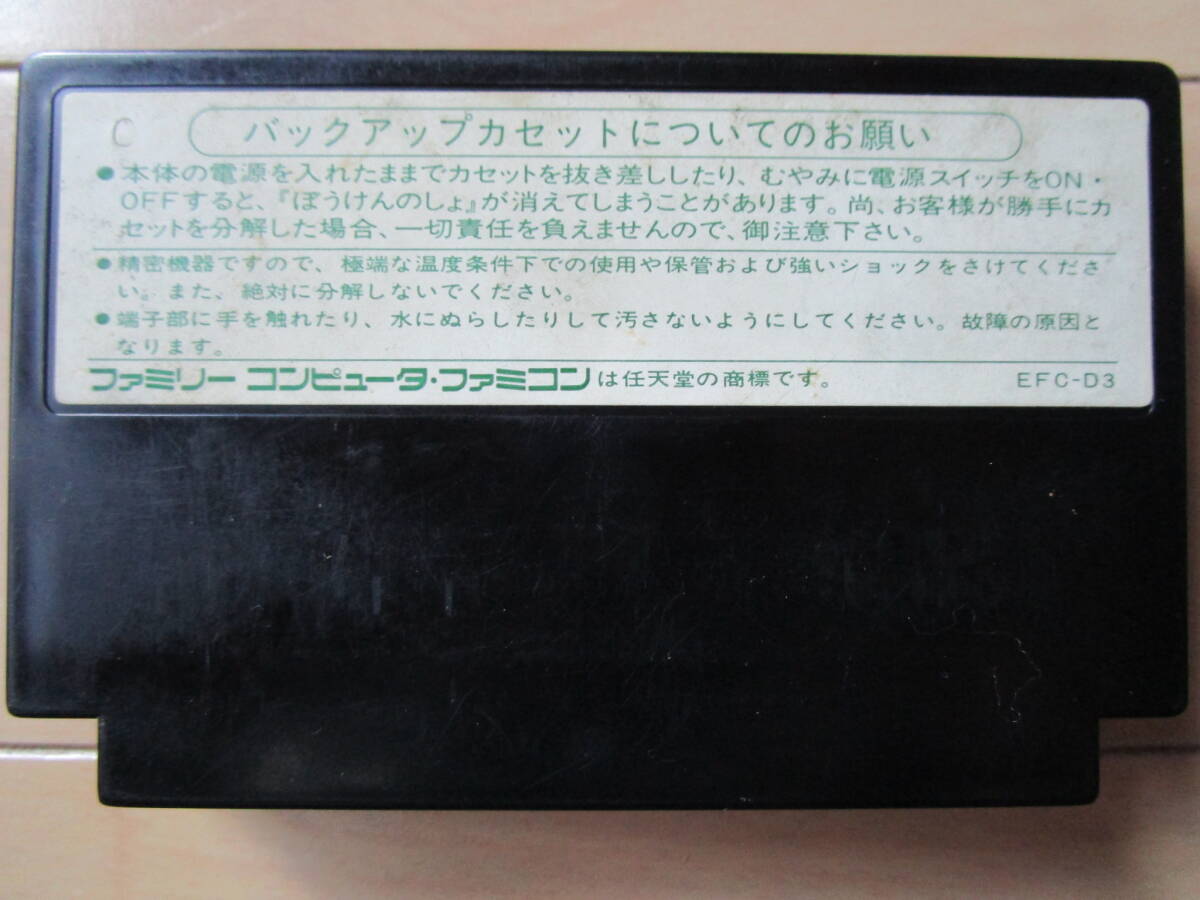 C
バックアップカセットについてのお願い
●本体の電源を入れたままでカセットを抜き差ししたり、むやみに電源スイッチをON・
OFFすると、『ぼうけんのしょ』が消えてしまうことがあります。尚、お客様が勝手にカ
セットを分解した場合、一切責任を負えませんので、御注意下さい。
●精密機器ですので、極端な温度条件下での使用や保管および強いショックをさけてくださ
い。また、絶対に分解しないでください。
●端子部に手を触れたり、水にぬらしたりして汚さないようにしてください。故障の原因と
なります。
ファミリー コンピュータ・ファミコンは任天堂の商標です。 EFC-D3